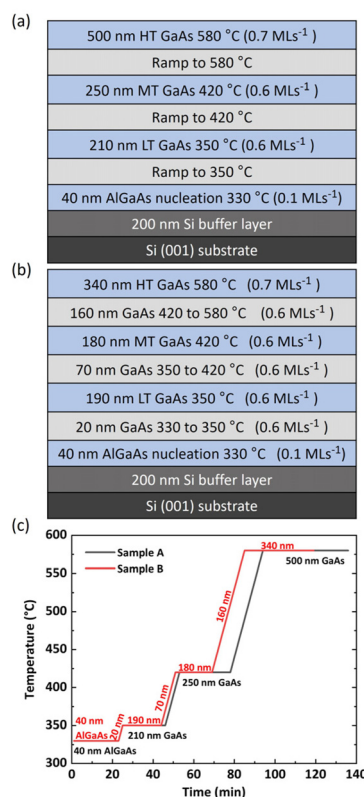 (a)
500 nm HT GaAs 580 °C (0.7 MLs⁻¹ )
Ramp to 580 °C
250 nm MT GaAs 420 °C (0.6 MLs⁻¹ )
Ramp to 420 °C
210 nm LT GaAs 350 °C (0.6 MLs⁻¹ )
Ramp to 350 °C
40 nm AlGaAs nucleation 330 °C (0.1 MLs⁻¹)
200 nm Si buffer layer
Si (001) substrate
(b)
340 nm HT GaAs 580 °C (0.7 MLs⁻¹ )
160 nm GaAs 420 to 580 °C (0.6 MLs⁻¹ )
180 nm MT GaAs 420 °C (0.6 MLs⁻¹ )
70 nm GaAs 350 to 420 °C (0.6 MLs⁻¹ )
190 nm LT GaAs 350 °C (0.6 MLs⁻¹ )
20 nm GaAs 330 to 350 °C (0.6 MLs⁻¹ )
40 nm AlGaAs nucleation 330 °C (0.1 MLs⁻¹)
200 nm Si buffer layer
Si (001) substrate
(c)
Temperature (°C)
600
550
500
450
400
350
300
Sample A
Sample B
340 nm
500 nm GaAs
160 nm
180 nm
250 nm GaAs
70 nm
190 nm
210 nm GaAs
20 nm
40 nm
AlGaAs
40 nm AlGaAs
0 20 40 60 80 100 120 140
Time (min)